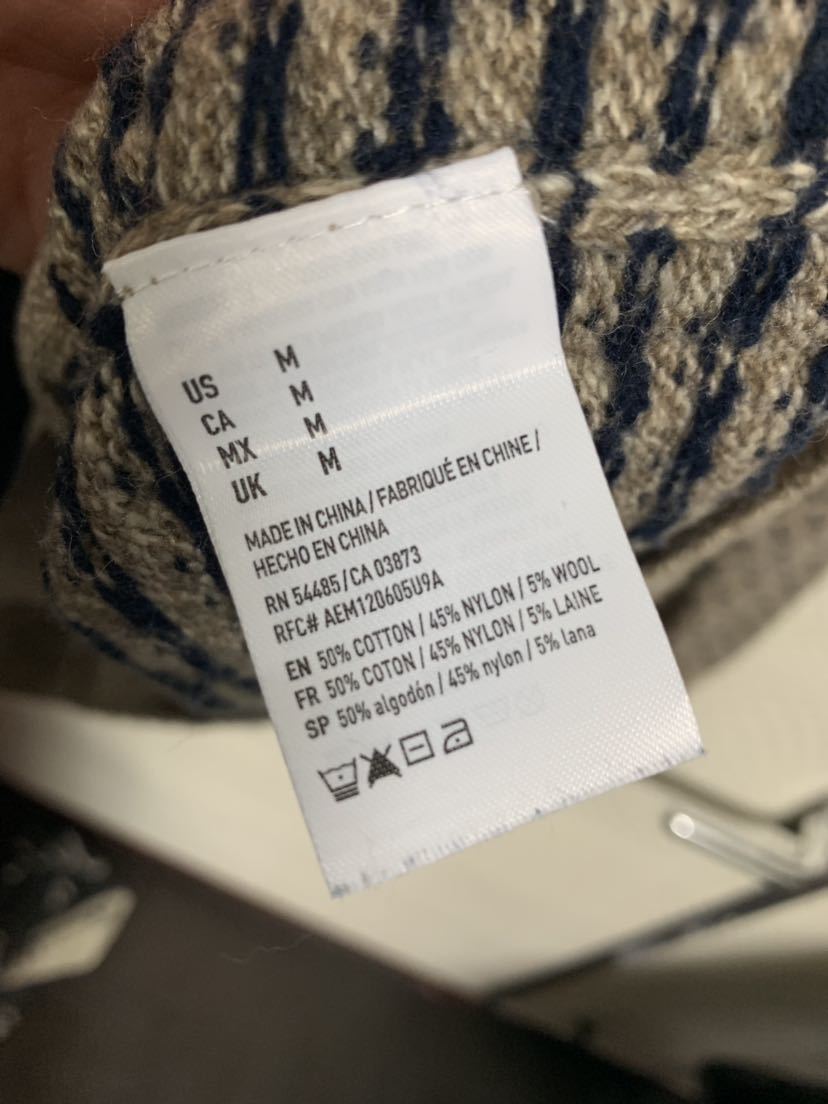 US M
CA M
MX M
UK M
MADE IN CHINA / FABRIQUÉ EN CHINE /
HECHO EN CHINA
RN 54485 / CA 03873
RFC# AEM120605U9A
EN 50% COTTON / 45% NYLON / 5% WOOL
FR 50% COTON / 45% NYLON / 5% LAINE
SP 50% algodón / 45% nylon / 5% lana